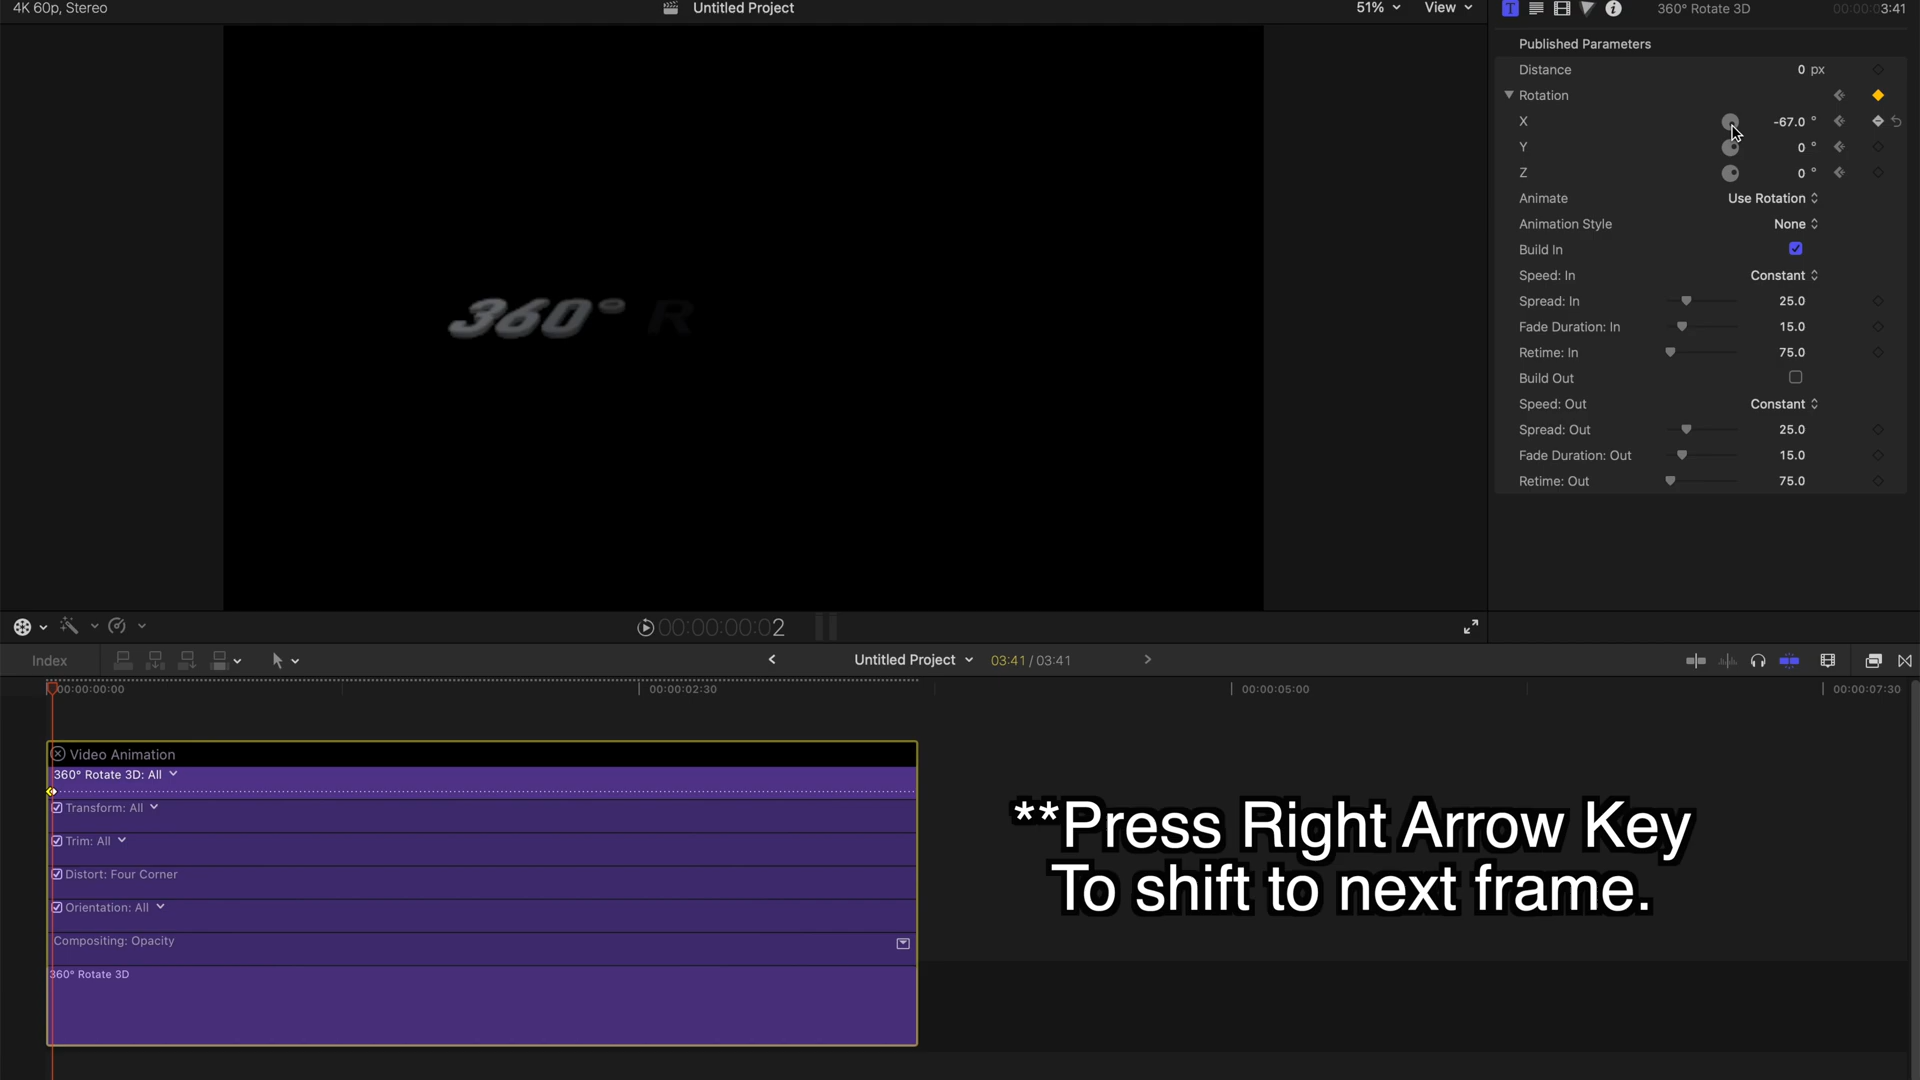 4K 60p, Stereo
Untitled Project
51%
View
360° Rotate 3D
00:00:03:41
Published Parameters
Distance 0 px
Rotation
X -67.0 °
Y 0 °
Z 0 °
Animate Use Rotation
Animation Style None
Build In
Speed: In Constant
Spread: In 25.0
Fade Duration: In 15.0
Retime: In 75.0
Build Out
Speed: Out Constant
Spread: Out 25.0
Fade Duration: Out 15.0
Retime: Out 75.0
360° R
00:00:00:02
Index
Untitled Project
03:41 / 03:41
00:00:00:00
00:00:02:30
00:00:05:00
00:00:07:30
Video Animation
360° Rotate 3D: All
Transform: All
Trim: All
Distort: Four Corner
Orientation: All
Compositing: Opacity
360° Rotate 3D
**Press Right Arrow Key
To shift to next frame.